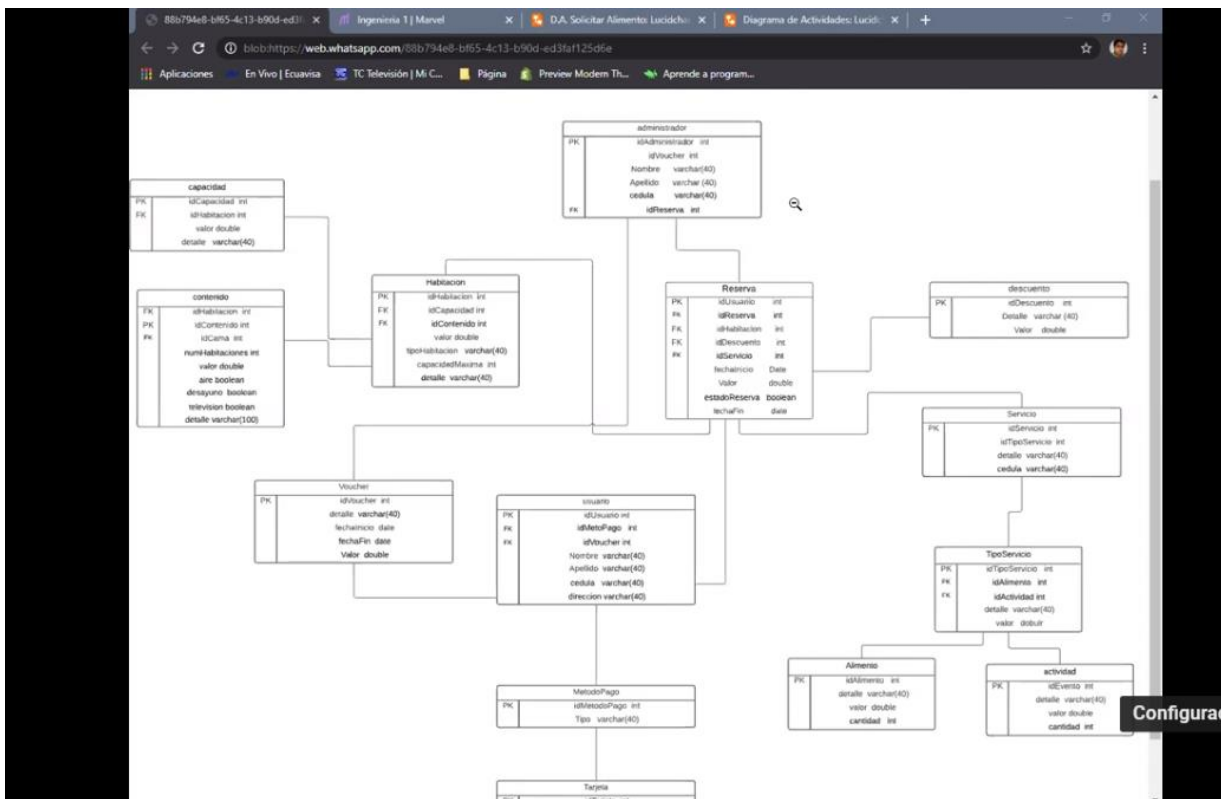 88b794e8-bf65-4c13-b90d-ed3 Ingenieria 1 | Marvel D.A. Solicitar Alimento: Lucidcha Diagrama de Actividades: Lucidc
blob:https://web.whatsapp.com/88b794e8-bf65-4c13-b90d-ed3faf125d6e
Aplicaciones En Vivo | Ecuavisa TC Televisión | Mi C... Página Preview Modern Th... Aprende a program...
administrador
PK idAdministrador int
idVoucher int
Nombre varchar(40)
Apellido varchar (40)
cedula varchar(40)
FK idReserva int
capacidad
PK idCapacidad int
FK idHabitacion int
valor double
detalle varchar(40)
contenido
FK idHabitacion int
PK idContenido int
FK idCama int
numHabitaciones int
valor double
aire boolean
desayuno boolean
television boolean
detalle varchar(100)
Habitacion
PK idHabitacion int
FK idCapacidad int
FK idContenido int
valor double
tipoHabitacion varchar(40)
capacidadMaxima int
detalle varchar(40)
Reserva
PK idUsuario int
FK idReserva int
FK idHabitacion int
FK idDescuento int
FK idServicio int
fechaInicio Date
Valor double
estadoReserva boolean
fechaFin date
descuento
PK idDescuento int
Detalle varchar (40)
Valor double
Servicio
PK idServicio int
idTipoServicio int
detalle varchar(40)
cedula varchar(40)
Voucher
PK idVoucher int
detalle varchar(40)
fechaInicio date
fechaFin date
Valor double
usuario
PK idUsuario int
FK idMetoPago int
FK idVoucher int
Nombre varchar(40)
Apellido varchar(40)
cedula varchar(40)
direccion varchar(40)
TipoServicio
PK idTipoServicio int
FK idAlimento int
FK idActividad int
detalle varchar(40)
valor dobulr
Alimento
PK idAlimento int
detalle varchar(40)
valor double
cantidad int
actividad
PK idEvento int
detalle varchar(40)
valor double
cantidad int
MetodoPago
PK idMetodoPago int
Tipo varchar(40)
Tarjeta
Configurac